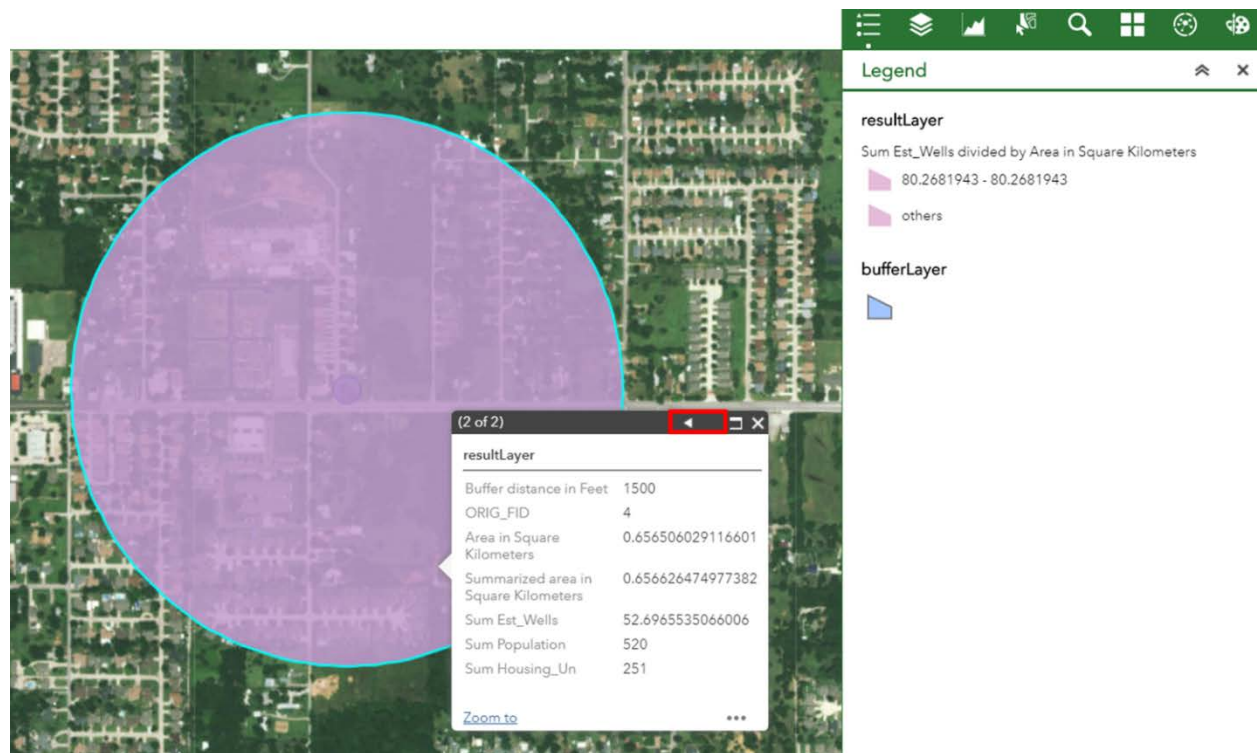 Legend
resultLayer
Sum Est_Wells divided by Area in Square Kilometers
80.2681943 - 80.2681943
others
bufferLayer
(2 of 2)
resultLayer
Buffer distance in Feet 1500
ORIG_FID 4
Area in Square 0.656506029116601
Kilometers
Summarized area in 0.656626474977382
Square Kilometers
Sum Est_Wells 52.6965535066006
Sum Population 520
Sum Housing_Un 251
Zoom to